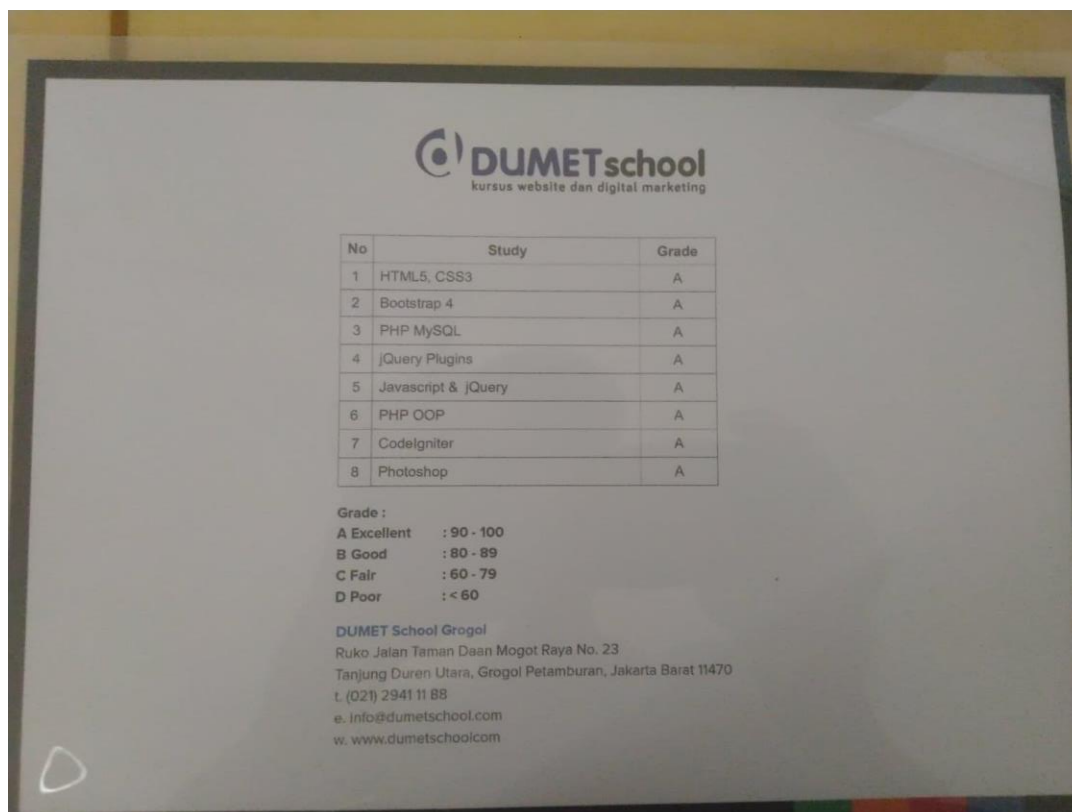 DUMETschool
kursus website dan digital marketing
No Study Grade
1 HTML5, CSS3 A
2 Bootstrap 4 A
3 PHP MySQL A
4 jQuery Plugins A
5 Javascript & jQuery A
6 PHP OOP A
7 CodeIgniter A
8 Photoshop A
Grade :
A Excellent : 90 - 100
B Good : 80 - 89
C Fair : 60 - 79
D Poor : < 60
DUMET School Grogol
Ruko Jalan Taman Daan Mogot Raya No. 23
Tanjung Duren Utara, Grogol Petamburan, Jakarta Barat 11470
t. (021) 2941 11 88
e. info@dumetschool.com
w. www.dumetschoolcom